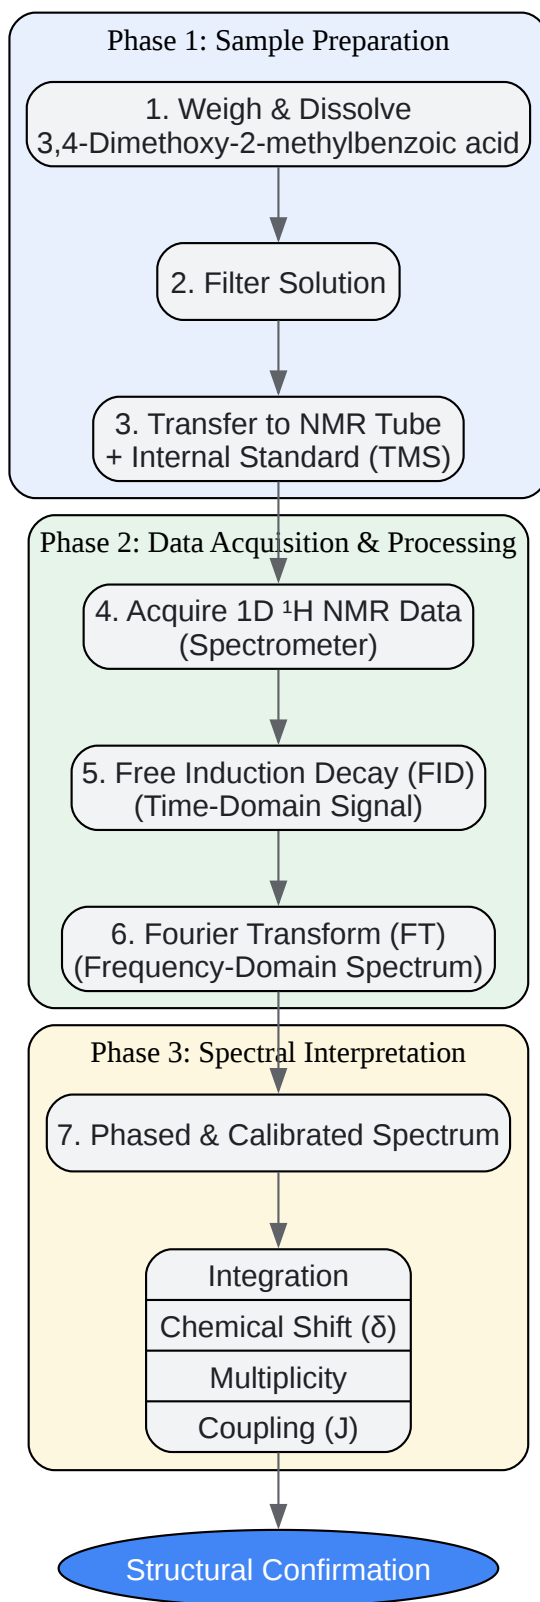 Phase 1: Sample Preparation
1. Weigh & Dissolve
3,4-Dimethoxy-2-methylbenzoic acid
2. Filter Solution
3. Transfer to NMR Tube
+ Internal Standard (TMS)
Phase 2: Data Acquisition & Processing
4. Acquire 1D ¹H NMR Data
(Spectrometer)
5. Free Induction Decay (FID)
(Time-Domain Signal)
6. Fourier Transform (FT)
(Frequency-Domain Spectrum)
Phase 3: Spectral Interpretation
7. Phased & Calibrated Spectrum
Integration
Chemical Shift (δ)
Multiplicity
Coupling (J)
Structural Confirmation